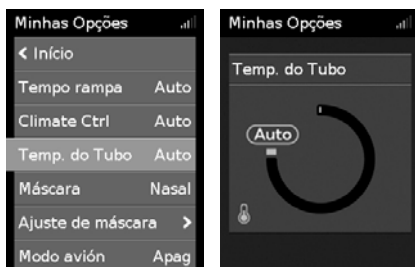 Minhas Opções
< Início
Tempo rampa Auto
Climate Ctrl Auto
Temp. do Tubo Auto
Máscara Nasal
Ajuste de máscara >
Modo avión Apag
Minhas Opções
Temp. do Tubo
Auto